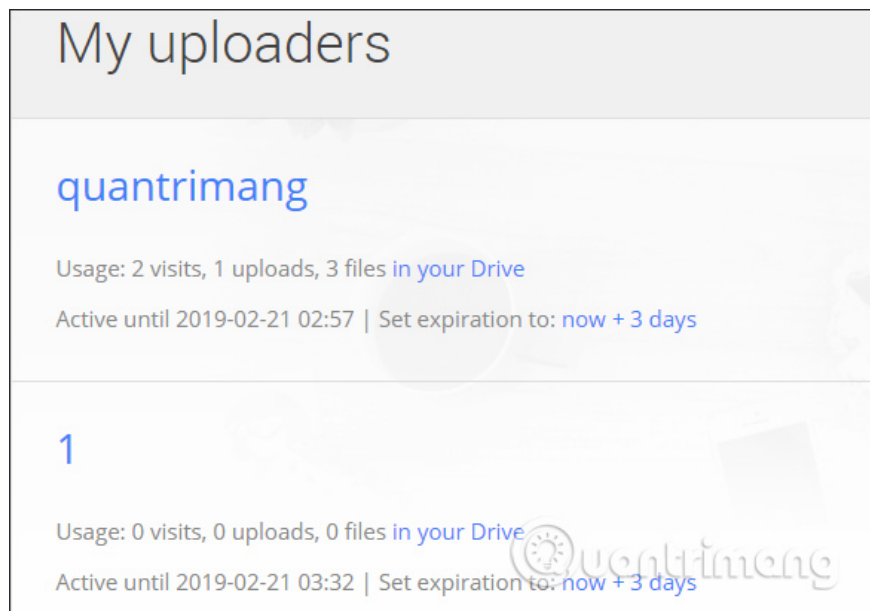 My uploaders
quantrimang
Usage: 2 visits, 1 uploads, 3 files in your Drive
Active until 2019-02-21 02:57 | Set expiration to: now + 3 days
1
Usage: 0 visits, 0 uploads, 0 files in your Drive
Active until 2019-02-21 03:32 | Set expiration to: now + 3 days
Quantrimang